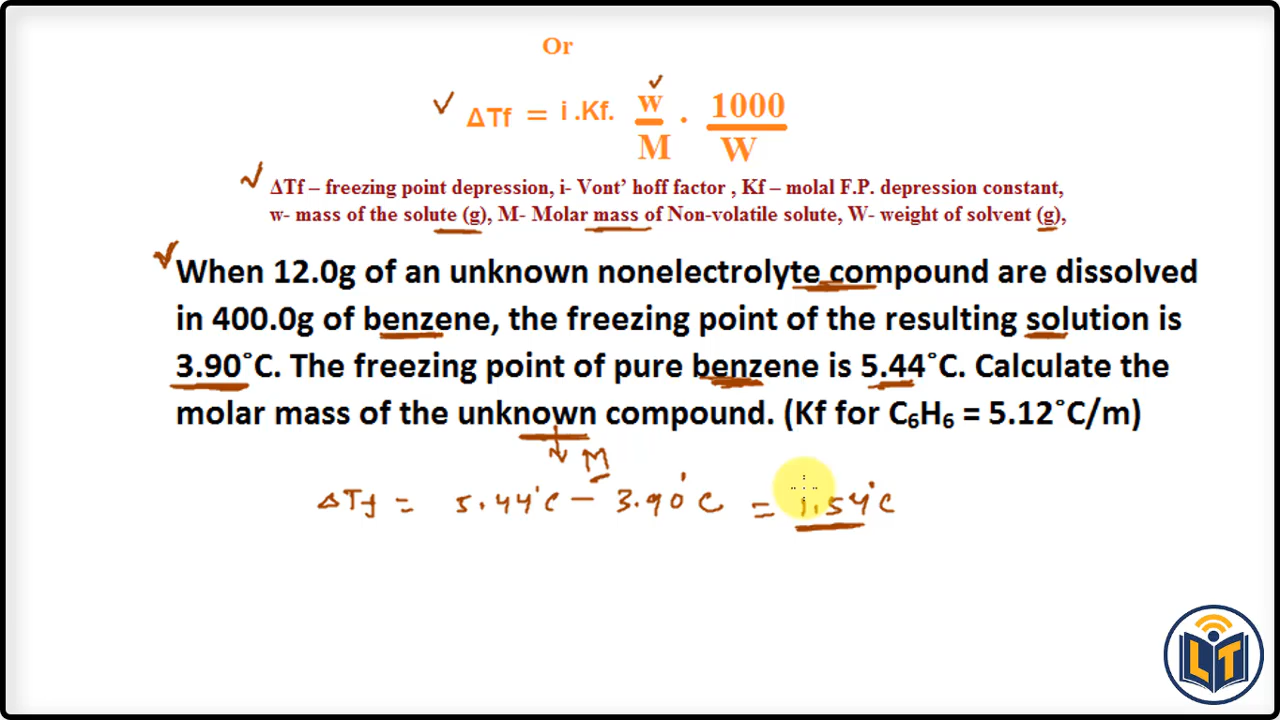 Or
ΔTf = i .Kf. w/M . 1000/W
ΔTf – freezing point depression, i- Vont’ hoff factor , Kf – molal F.P. depression constant,
w- mass of the solute (g), M- Molar mass of Non-volatile solute, W- weight of solvent (g),
When 12.0g of an unknown nonelectrolyte compound are dissolved
in 400.0g of benzene, the freezing point of the resulting solution is
3.90˚C. The freezing point of pure benzene is 5.44˚C. Calculate the
molar mass of the unknown compound. (Kf for C₆H₆ = 5.12˚C/m)
M
ΔTf = 5.44°C – 3.90°C = 1.54°C
LT